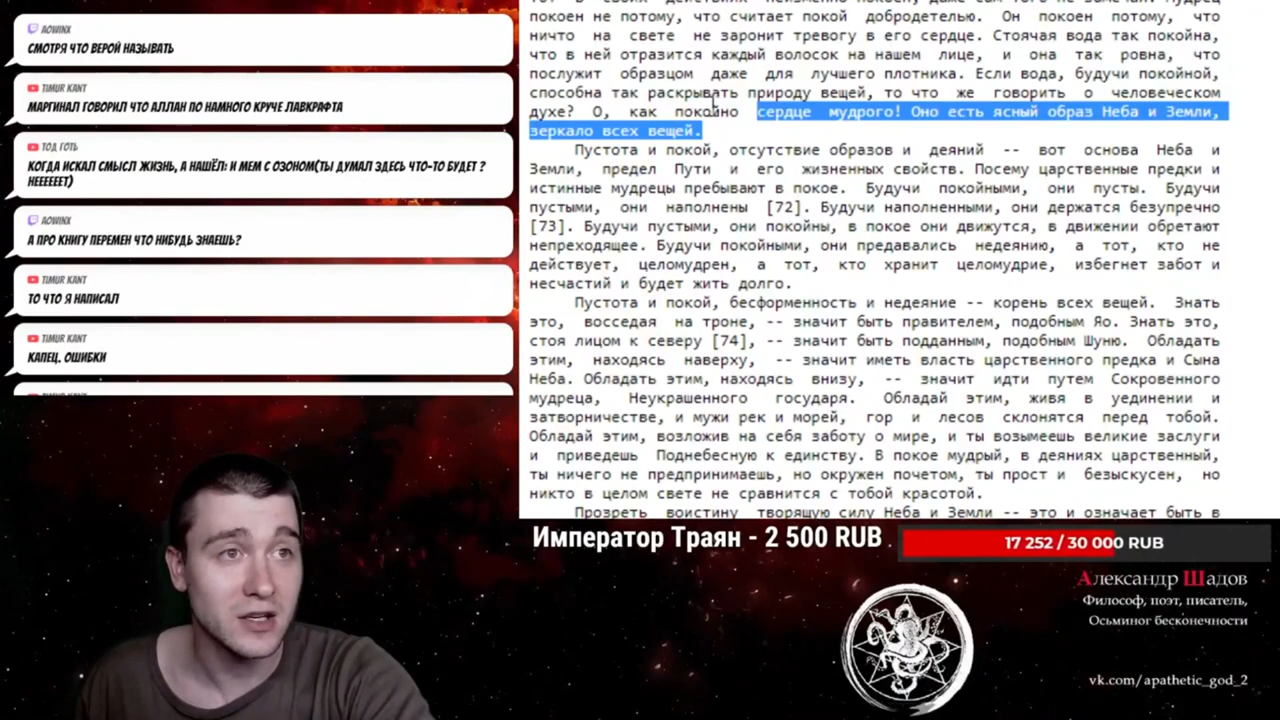 AOWINX
СМОТРЯ ЧТО ВЕРОЙ НАЗЫВАТЬ
TIMUR KANT
МАРГИНАЛ ГОВОРИЛ ЧТО АЛЛАН ПО НАМНОГО КРУЧЕ ЛАВКРАФТА
ТОД ГОТЬ
КОГДА ИСКАЛ СМЫСЛ ЖИЗНЬ, А НАШЁЛ: И МЕМ С ОЗОНОМ(ТЫ ДУМАЛ ЗДЕСЬ ЧТО-ТО БУДЕТ ?
НЕЕЕЕЕТ)
AOWINX
А ПРО КНИГУ ПЕРЕМЕН ЧТО НИБУДЬ ЗНАЕШЬ?
TIMUR KANT
ТО ЧТО Я НАПИСАЛ
TIMUR KANT
КАПЕЦ. ОШИБКИ
покоен не потому, что считает покой добродетелью. Он покоен потому, что
ничто на свете не заронит тревогу в его сердце. Стоячая вода так покойна,
что в ней отразится каждый волосок на нашем лице, и она так ровна, что
послужит образцом даже для лучшего плотника. Если вода, будучи покойной,
способна так раскрывать природу вещей, то что же говорить о человеческом
духе? О, как покойно сердце мудрого! Оно есть ясный образ Неба и Земли,
зеркало всех вещей.
Пустота и покой, отсутствие образов и деяний -- вот основа Неба и
Земли, предел Пути и его жизненных свойств. Посему царственные предки и
истинные мудрецы пребывают в покое. Будучи покойными, они пусты. Будучи
пустыми, они наполнены [72]. Будучи наполненными, они держатся безупречно
[73]. Будучи пустыми, они покойны, в покое они движутся, в движении обретают
непреходящее. Будучи покойными, они предавались недеянию, а тот, кто не
действует, целомудрен, а тот, кто хранит целомудрие, избегнет забот и
несчастий и будет жить долго.
Пустота и покой, бесформенность и недеяние -- корень всех вещей. Знать
это, восседая на троне, -- значит быть правителем, подобным Яо. Знать это,
стоя лицом к северу [74], -- значит быть подданным, подобным Шуню. Обладать
этим, находясь наверху, -- значит иметь власть царственного предка и Сына
Неба. Обладать этим, находясь внизу, -- значит идти путем Сокровенного
мудреца, Неукрашенного государя. Обладай этим, живя в уединении и
затворничестве, и мужи рек и морей, гор и лесов склонятся перед тобой.
Обладай этим, возложив на себя заботу о мире, и ты возымеешь великие заслуги
и приведешь Поднебесную к единству. В покое мудрый, в деяниях царственный,
ты ничего не предпринимаешь, но окружен почетом, ты прост и безыскусен, но
никто в целом свете не сравнится с тобой красотой.
Прозреть воистину творящую силу Неба и Земли -- это и означает быть в
Император Траян - 2 500 RUB
17 252 / 30 000 RUB
Александр Шадов
Философ, поэт, писатель,
Осьминог бесконечности
vk.com/apathetic_god_2